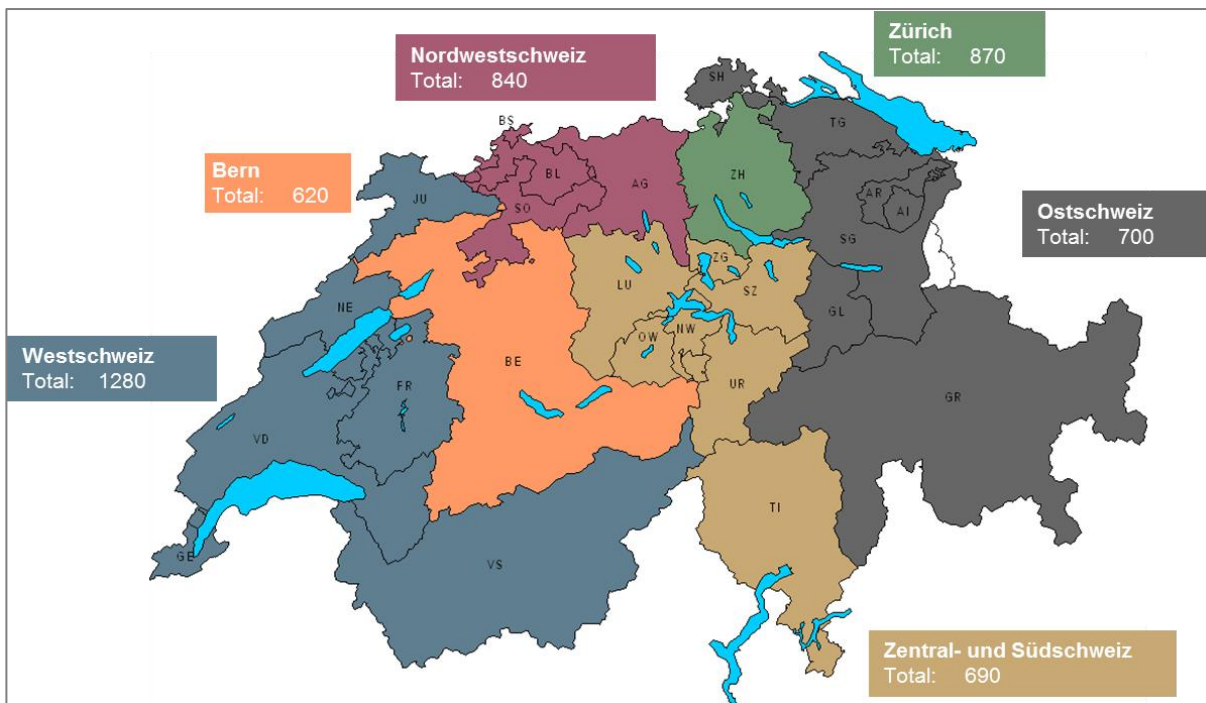 Zürich
Total: 870
Nordwestschweiz
Total: 840
SH
TG
BS
Bern
Total: 620
BL
AG
ZH
JU
SO
AR
AI
Ostschweiz
Total: 700
SG
ZG
LU
SZ
NE
GL
NW
OW
Westschweiz
Total: 1280
BE
UR
FR
GR
VD
TI
GE
VS
Zentral- und Südschweiz
Total: 690